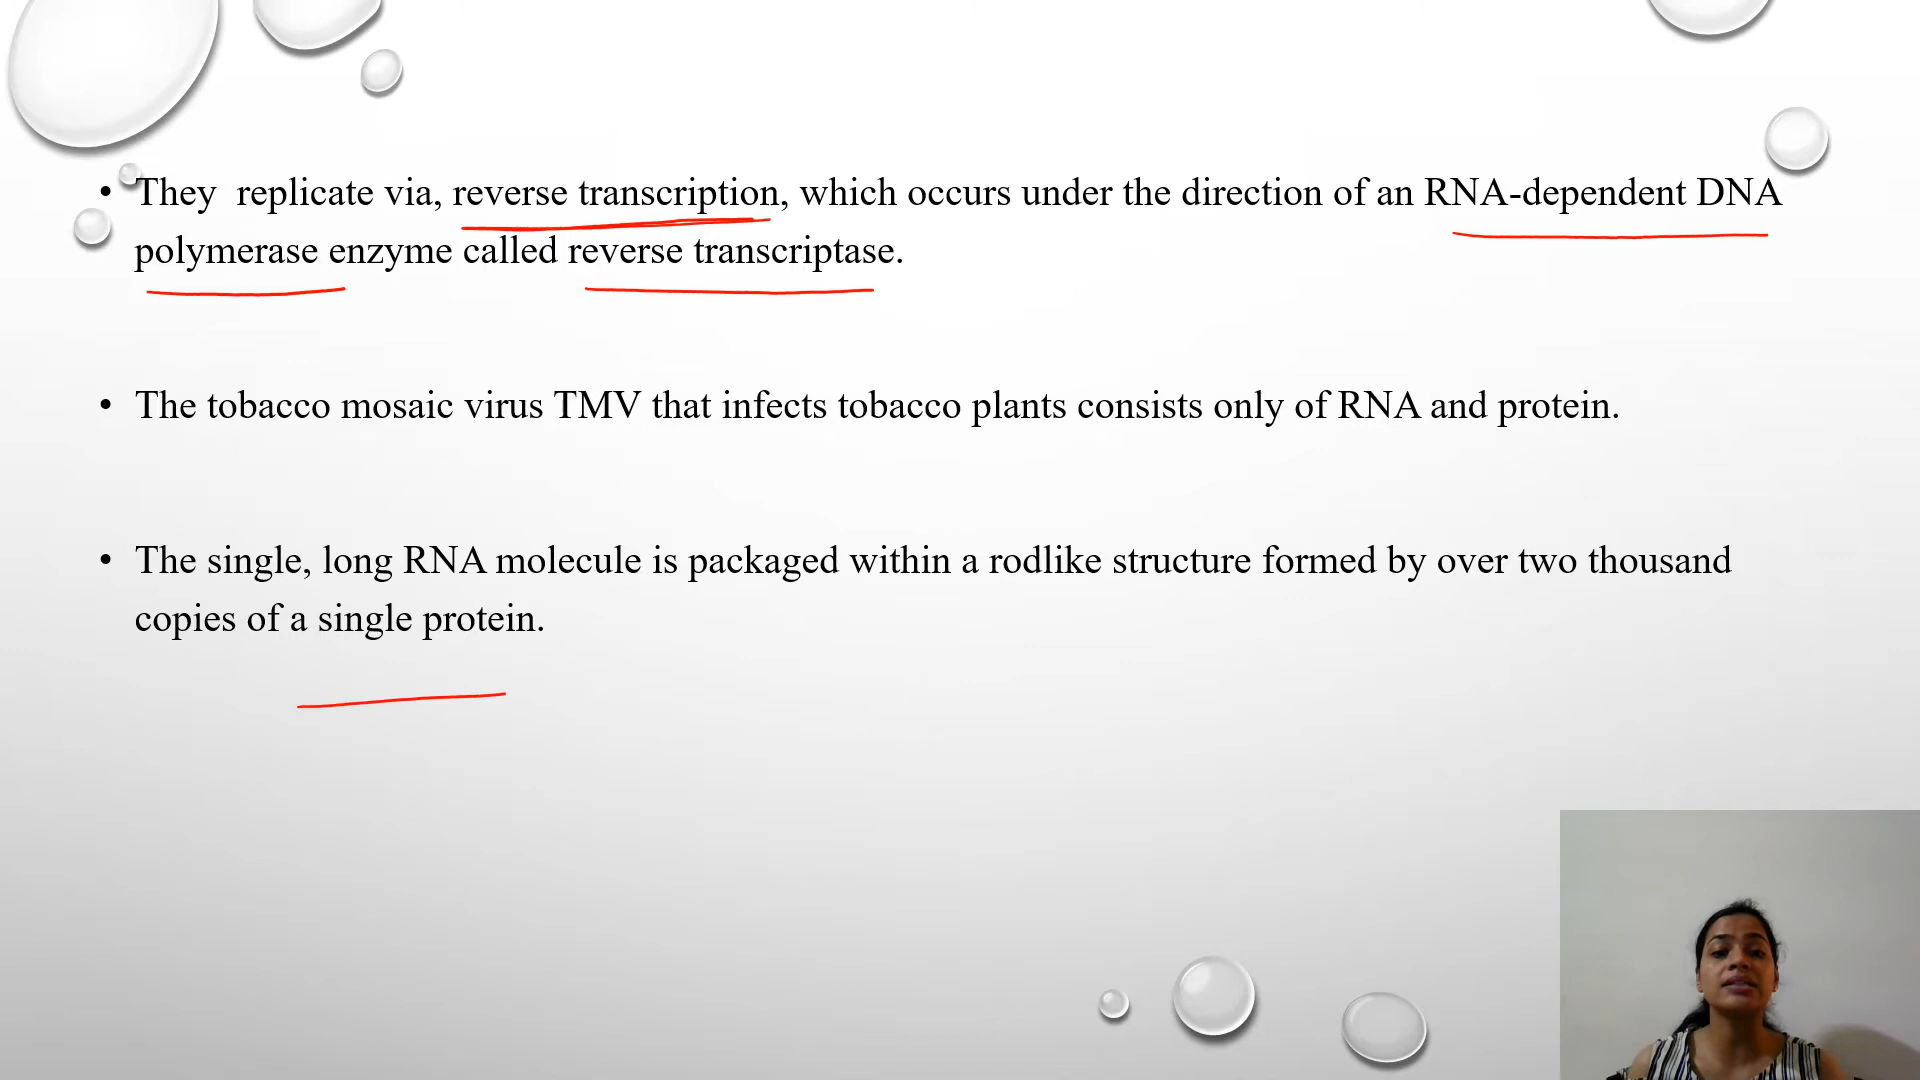 • They  replicate via, reverse transcription, which occurs under the direction of an RNA-dependent DNA
polymerase enzyme called reverse transcriptase.
• The tobacco mosaic virus TMV that infects tobacco plants consists only of RNA and protein.
• The single, long RNA molecule is packaged within a rodlike structure formed by over two thousand
copies of a single protein.